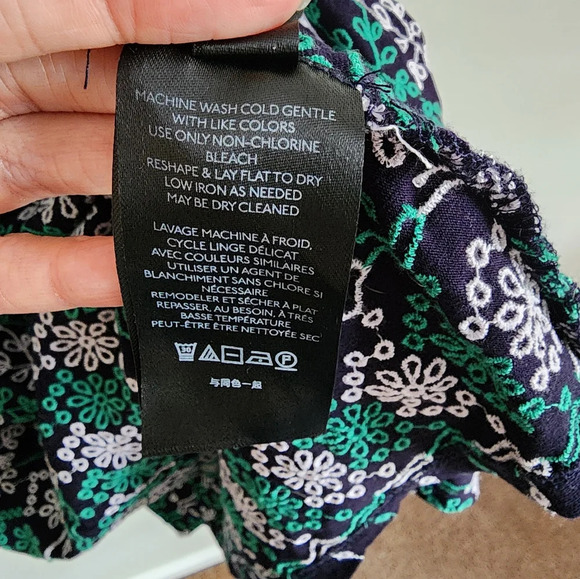 MACHINE WASH COLD GENTLE
WITH LIKE COLORS
USE ONLY NON-CHLORINE
BLEACH
RESHAPE & LAY FLAT TO DRY
LOW IRON AS NEEDED
MAY BE DRY CLEANED
LAVAGE MACHINE À FROID,
CYCLE LINGE DÉLICAT
AVEC COULEURS SIMILAIRES
UTILISER UN AGENT DE
BLANCHIMENT SANS CHLORE SI
NÉCESSAIRE
REMODELER ET SÉCHER À PLAT
REPASSER, AU BESOIN, À TRÈS
BASSE TEMPÉRATURE
PEUT-ÊTRE ÊTRE NETTOYÉE SEC
30 F
与同色一起